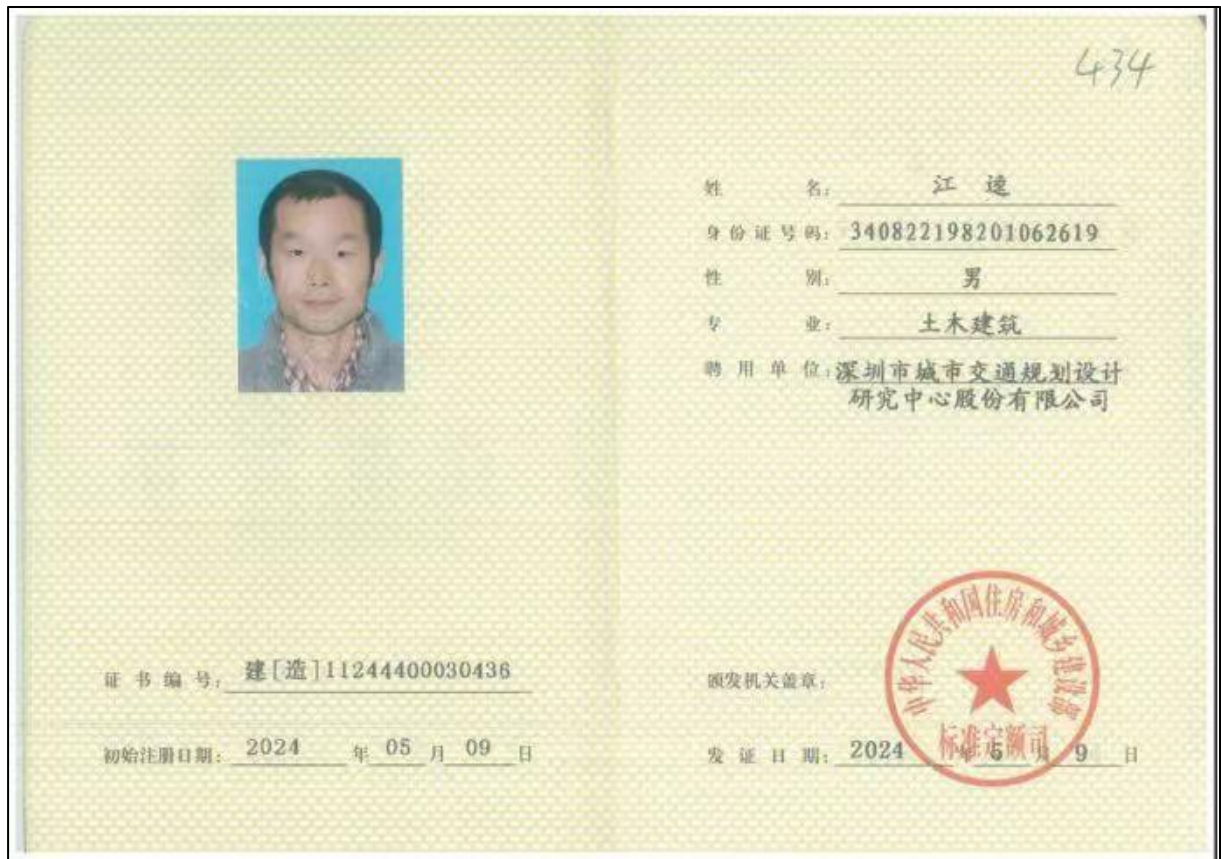 434
姓 名: 江 逵
身份证号码: 340822198201062619
性 别: 男
专 业: 土木建筑
聘用单位: 深圳市城市交通规划设计
研究中心股份有限公司
证书编号: 建[造]11244400030436
初始注册日期: 2024 年 05 月 09 日
颁发机关盖章:
中华人民共和国住房和城乡建设部
标准定额司
发证日期: 2024 年 5 月 9 日